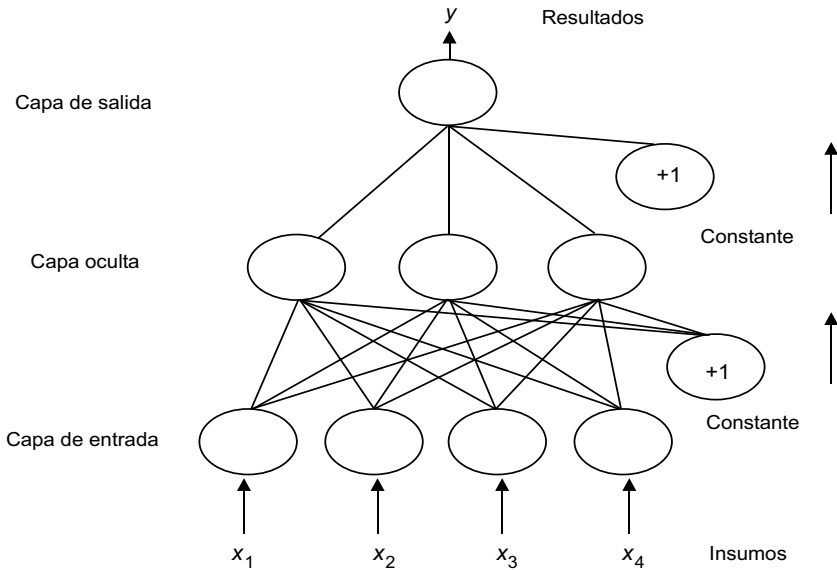 y Resultados
Capa de salida
+1
Constante
Capa oculta
+1
Constante
Capa de entrada
x1 x2 x3 x4 Insumos